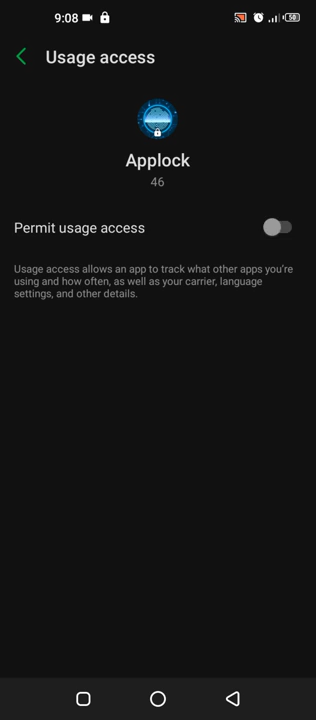 9:08
50
Usage access
Applock
46
Permit usage access
Usage access allows an app to track what other apps you're
using and how often, as well as your carrier, language
settings, and other details.